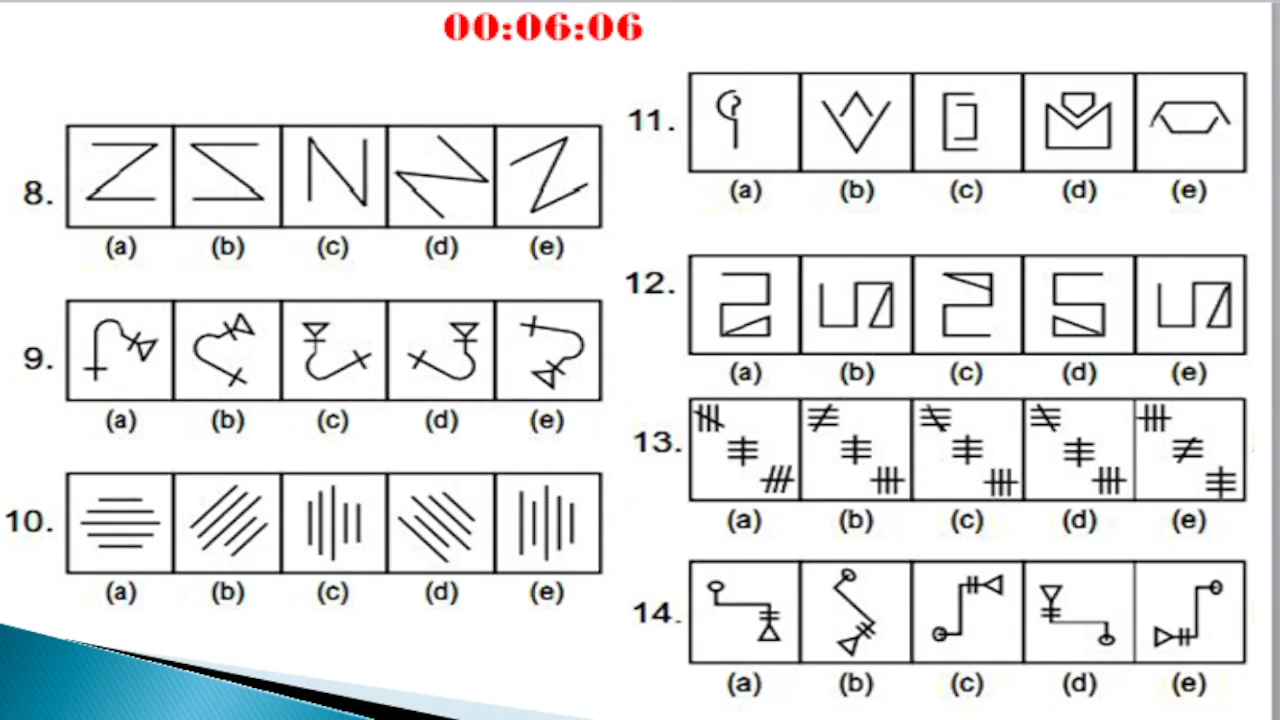 00:06:06
8.
(a) (b) (c) (d) (e)
9.
(a) (b) (c) (d) (e)
10.
(a) (b) (c) (d) (e)
11.
(a) (b) (c) (d) (e)
12.
(a) (b) (c) (d) (e)
13.
(a) (b) (c) (d) (e)
14.
(a) (b) (c) (d) (e)